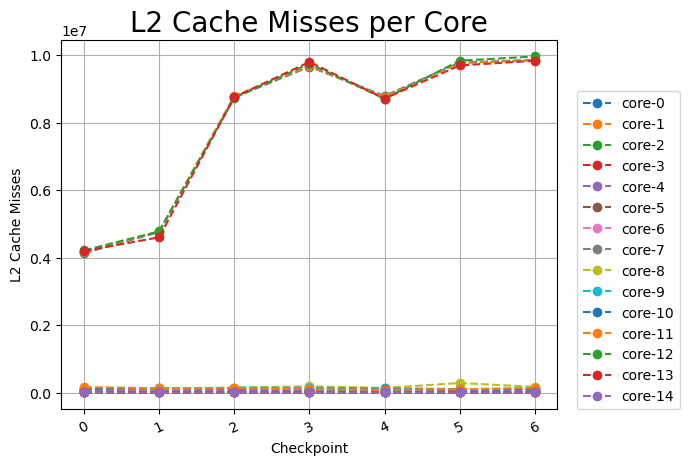 L2 Cache Misses per Core
1e7
1.0
0.8
0.6
0.4
0.2
0.0
L2 Cache Misses
0 1 2 3 4 5 6
Checkpoint
core-0
core-1
core-2
core-3
core-4
core-5
core-6
core-7
core-8
core-9
core-10
core-11
core-12
core-13
core-14